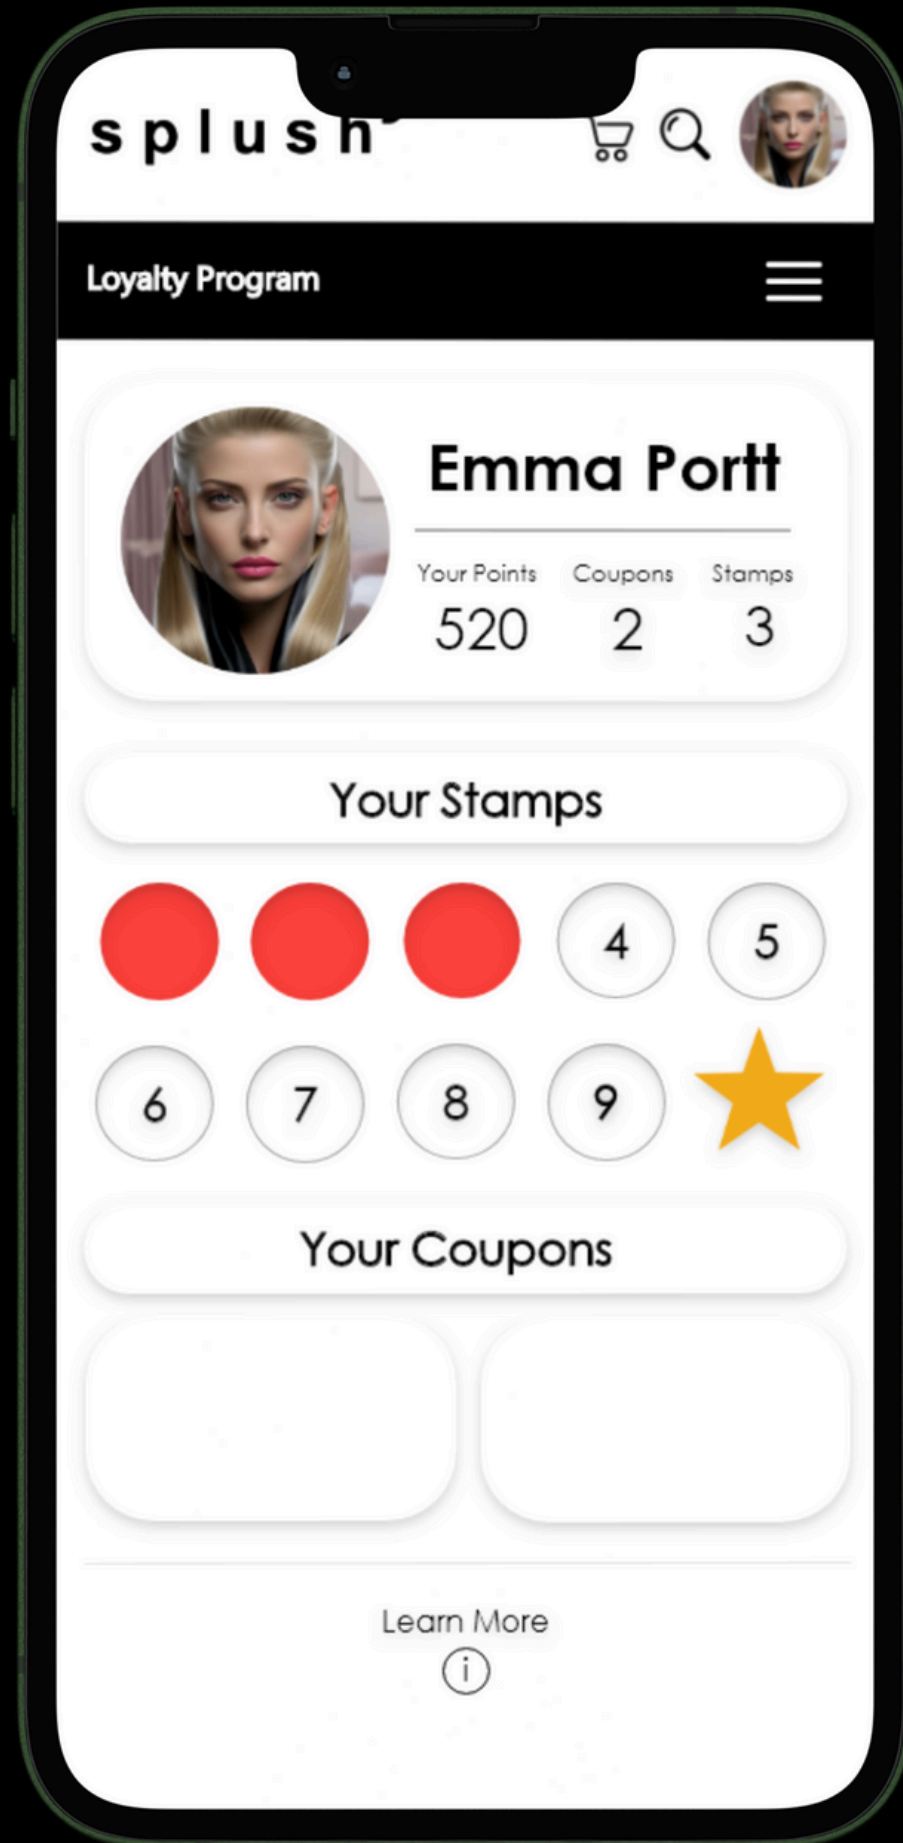 splush'
Loyalty Program
Emma Portt
Your Points Coupons Stamps
520 2 3
Your Stamps
4 5
6 7 8 9
Your Coupons
Learn More
i